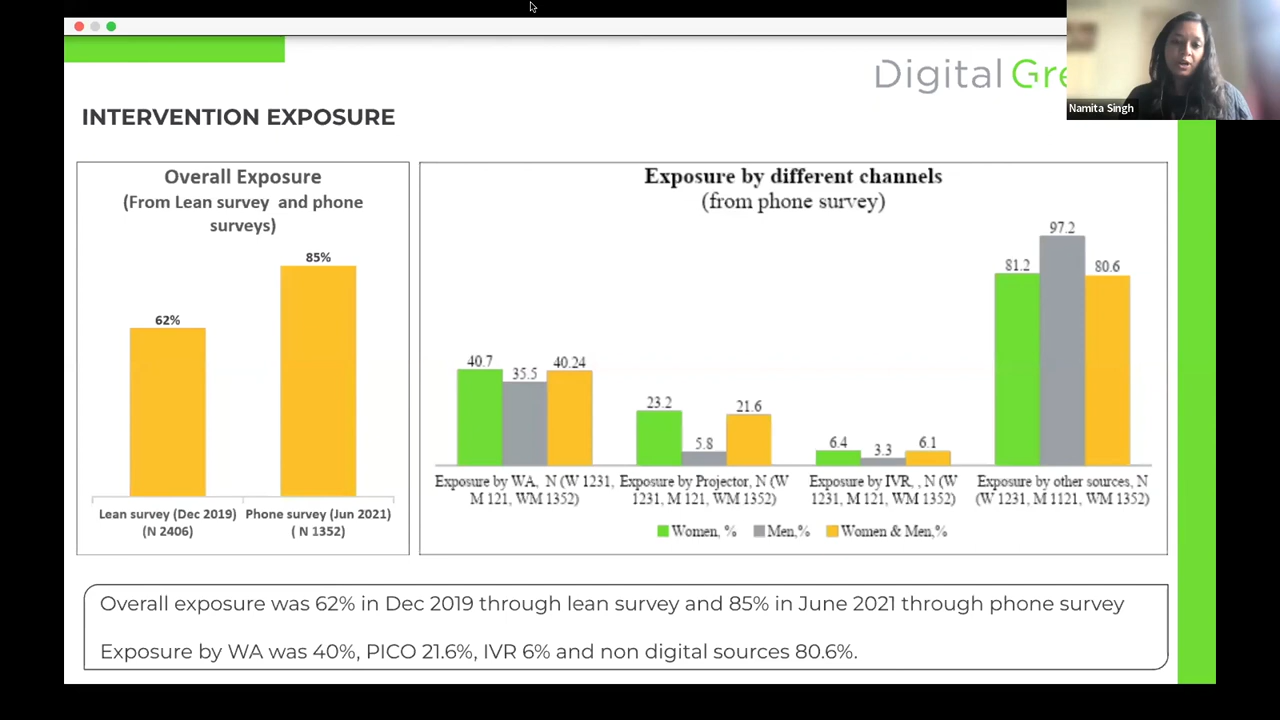 Digital Gre
Namita Singh
INTERVENTION EXPOSURE
Overall Exposure
(From Lean survey and phone
surveys)
85%
62%
Lean survey (Dec 2019)
(N 2406)
Phone survey (Jun 2021)
( N 1352)
Exposure by different channels
(from phone survey)
40.7
35.5
40.24
23.2
5.8
21.6
6.4
3.3
6.1
81.2
97.2
80.6
Exposure by WA, N (W 1231,
M 121, WM 1352)
Exposure by Projector, N (W
1231, M 121, WM 1352)
Exposure by IVR, , N (W
1231, M 121, WM 1352)
Exposure by other sources, N
(W 1231, M 1121, WM 1352)
Women, %
Men,%
Women & Men,%
Overall exposure was 62% in Dec 2019 through lean survey and 85% in June 2021 through phone survey
Exposure by WA was 40%, PICO 21.6%, IVR 6% and non digital sources 80.6%.